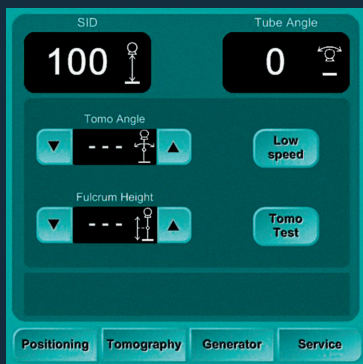 SID
Tube Angle
100
0
Tomo Angle
---
Low
speed
Fulcrum Height
---
Tomo
Test
Positioning
Tomography
Generator
Service